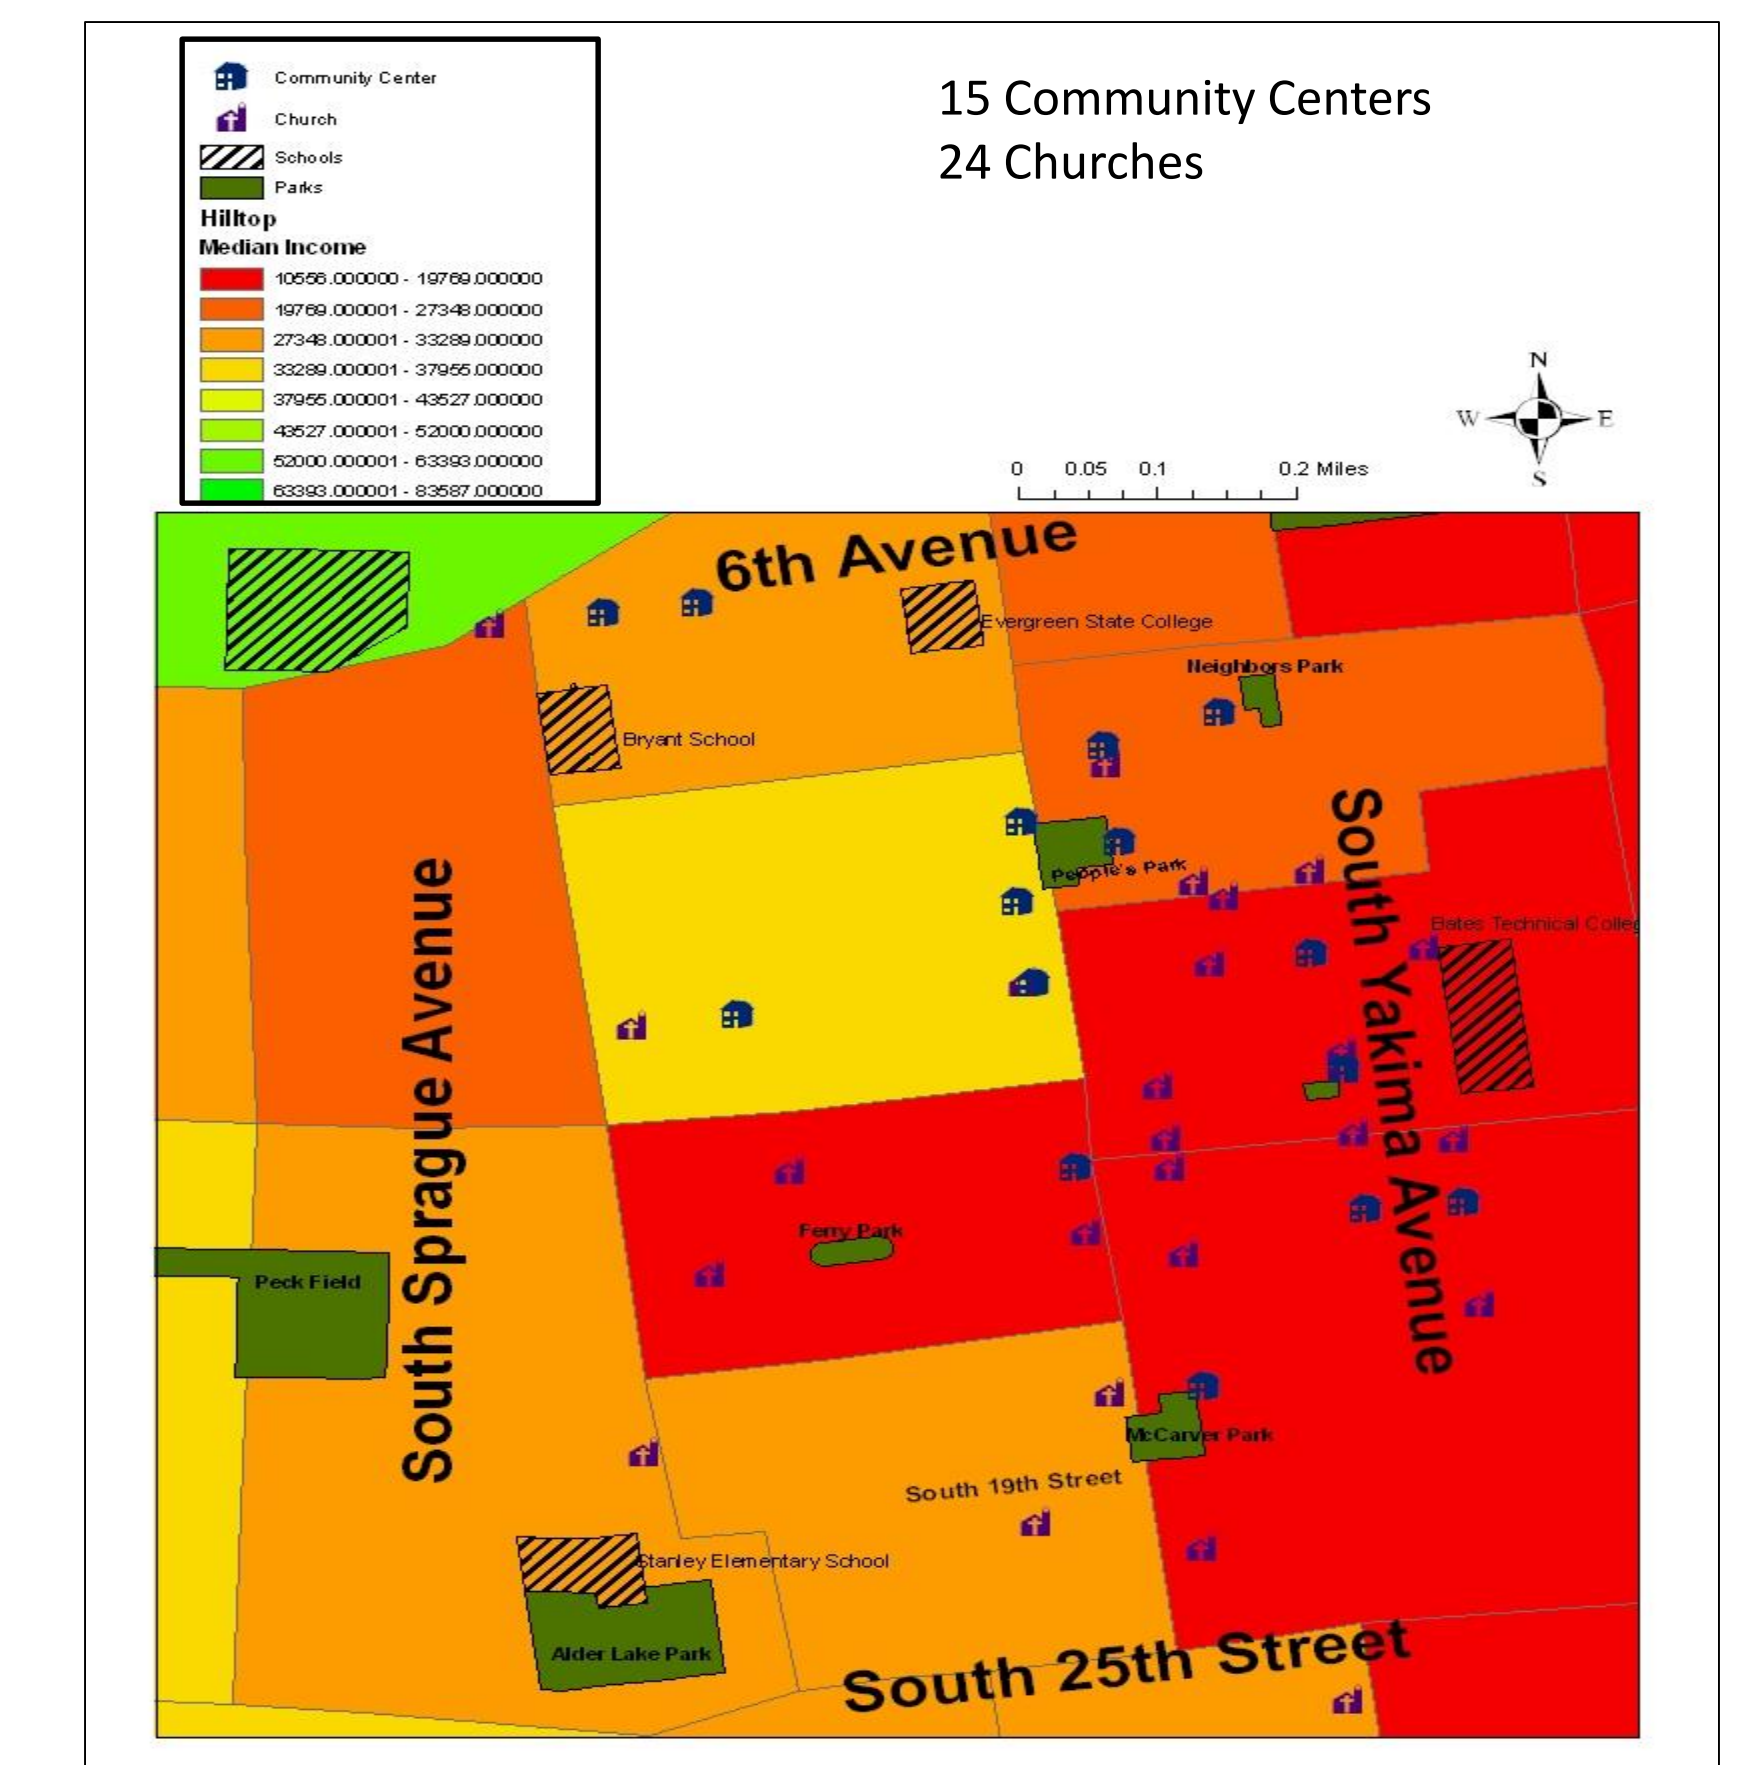 Community Center
Church
Schools
Parks
Hilltop
Median Income
10556.000000 - 19769.000000
19769.000001 - 27348.000000
27348.000001 - 33289.000000
33289.000001 - 37955.000000
37955.000001 - 43527.000000
43527.000001 - 52000.000000
52000.000001 - 63393.000000
63393.000001 - 83587.000000
15 Community Centers
24 Churches
N
W
E
S
0 0.05 0.1 0.2 Miles
6th Avenue
Evergreen State College
Neighbors Park
Bryant School
People's Park
South Yakima Avenue
Bates Technical Colleg
South Sprague Avenue
Ferry Park
Peck Field
McCarver Park
South 19th Street
Stanley Elementary School
Alder Lake Park
South 25th Street